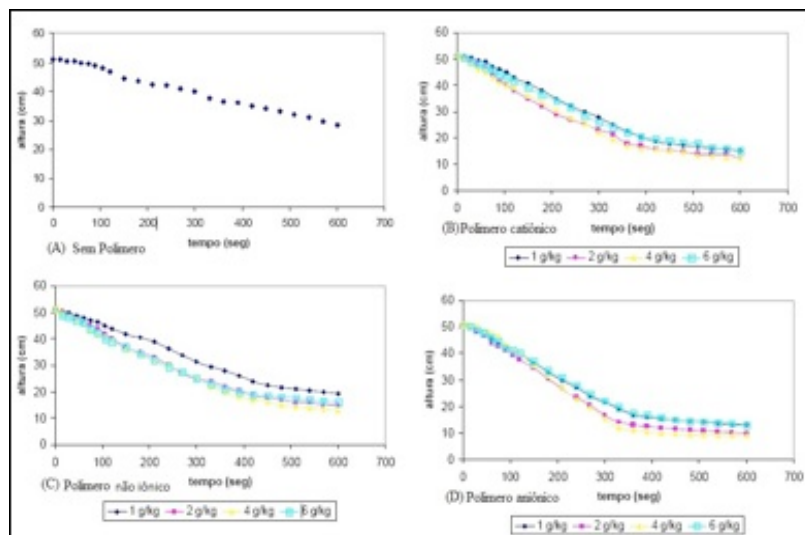 60
50
40
30
20
10
0
altura (cm)
0 100 200 300 400 500 600 700
tempo (seg)
(A) Sem Polimero
60
50
40
30
20
10
0
altura (cm)
0 100 200 300 400 500 600 700
tempo (seg)
(B) Polimero catiônico
1 g/kg 2 g/kg 4 g/kg 6 g/kg
60
50
40
30
20
10
0
altura (cm)
0 100 200 300 400 500 600 700
tempo (seg)
(C) Polimero não iônico
1 g/kg 2 g/kg 4 g/kg 6 g/kg
60
50
40
30
20
10
0
altura (cm)
0 100 200 300 400 500 600 700
tempo (seg)
(D) Polimero aniônico
1 g/kg 2 g/kg 4 g/kg 6 g/kg